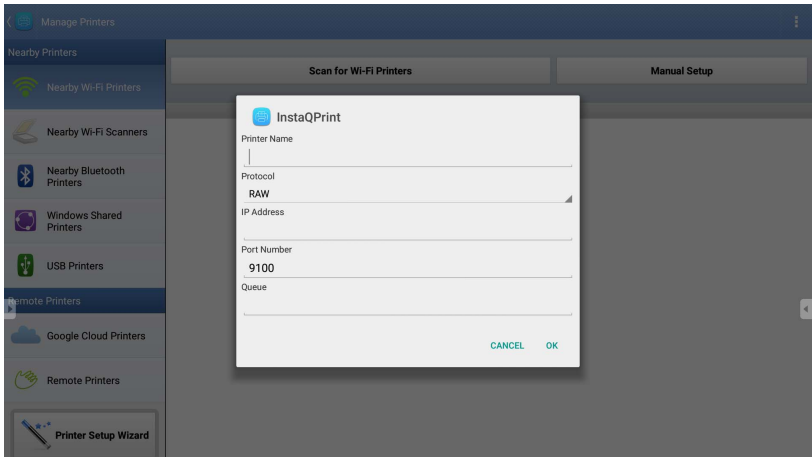 Manage Printers
Nearby Printers
Scan for Wi-Fi Printers
Manual Setup
Nearby Wi-Fi Printers
Nearby Wi-Fi Scanners
Nearby Bluetooth
Printers
Windows Shared
Printers
USB Printers
Remote Printers
Google Cloud Printers
Remote Printers
Printer Setup Wizard
InstaQPrint
Printer Name
Protocol
RAW
IP Address
Port Number
9100
Queue
CANCEL OK